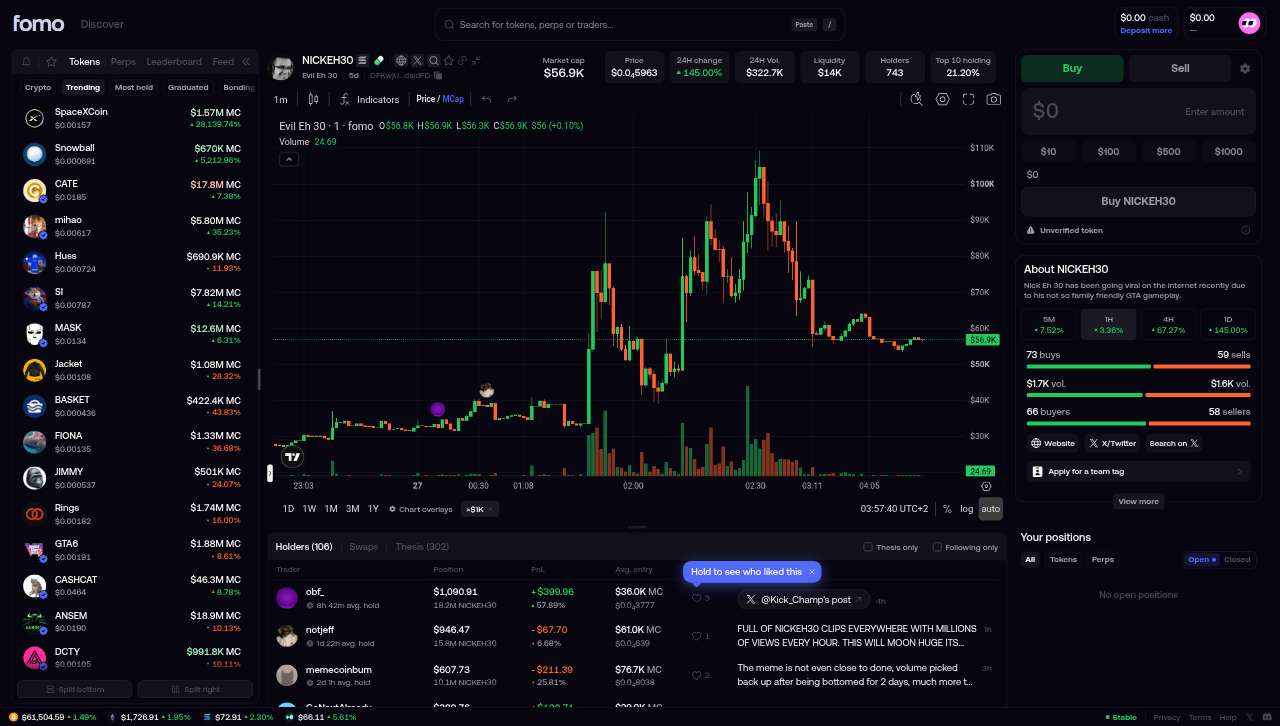 fomo Discover
Search for tokens, perps or traders... Paste /
$0.00 cash $0.00
Deposit more —
Tokens Perps Leaderboard Feed
Crypto Trending Most held Graduated Bonding
SpaceXCoin $1.57M MC
$0.00157 28,139.74%
Snowball $670K MC
$0.000691 5,212.96%
CATE $17.8M MC
$0.0185 7.38%
mihao $5.80M MC
$0.00617 35.23%
Huss $690.9K MC
$0.000724 11.93%
SI $7.82M MC
$0.00787 14.21%
MASK $12.6M MC
$0.0134 6.31%
Jacket $1.08M MC
$0.00108 28.32%
BASKET $422.4K MC
$0.000436 43.83%
FIONA $1.33M MC
$0.00135 36.68%
JIMMY $501K MC
$0.000537 24.07%
Rings $1.74M MC
$0.00182 16.00%
GTA6 $1.88M MC
$0.00191 8.61%
CASHCAT $46.3M MC
$0.0464 8.78%
ANSEM $18.9M MC
$0.0190 10.13%
DCTY $991.8K MC
$0.00105 10.11%
Split bottom Split right
NICKEH30
Evil Eh 30 5d
Market cap Price 24H change 24H Vol. Liquidity Holders Top 10 holding
$56.9K $0.0₄5963 145.00% $322.7K $14K 743 21.20%
1m Indicators Price / MCap
Evil Eh 30 · 1 · fomo O$56.8K H$56.9K L$56.3K C$56.9K $56 (+0.10%)
Volume 24.69
$110K
$100K
$90K
$80K
$70K
$60K
$56.9K
$50K
$40K
$30K
24.69
23:03 27 00:30 01:08 02:00 02:30 03:11 04:05
1D 1W 1M 3M 1Y Chart overlays >$1K 03:57:40 UTC+2 % log auto
Holders (106) Swaps Thesis (302) Thesis only Following only
Trader Position PnL Avg. entry
Hold to see who liked this ×
obf_ $1,090.91 +$399.96 $36.0K MC 3 @Kick_Champ's post 4h
8h 42m avg. hold 18.2M NICKEH30 57.89% $0.0₄3777
notjeff $946.47 -$67.70 $61.0K MC 1 FULL OF NICKEH30 CLIPS EVERYWHERE WITH MILLIONS 1h
1d 22h avg. hold 15.8M NICKEH30 6.68% $0.0₄639 OF VIEWS EVERY HOUR. THIS WILL MOON HUGE ITS...
memecoinbum $607.73 -$211.39 $76.7K MC 2 The meme is not even close to done, volume picked 3h
2d 1h avg. hold 10.1M NICKEH30 25.81% $0.0₄8038 back up after being bottomed for 2 days, much more t...
Buy Sell
$0 Enter amount
$10 $100 $500 $1000
$0
Buy NICKEH30
Unverified token
About NICKEH30
Nick Eh 30 has been going viral on the internet recently due
to his not so family friendly GTA gameplay.
5M 1H 4H 1D
7.52% 3.36% 67.27% 145.00%
73 buys 59 sells
$1.7K vol. $1.6K vol.
66 buyers 58 sellers
Website X/Twitter Search on X
Apply for a team tag
View more
Your positions
All Tokens Perps Open Closed
No open positions
$61,504.59 1.49% $1,726.91 1.95% $72.91 2.30% $66.11 5.61% Stable Privacy Terms Help